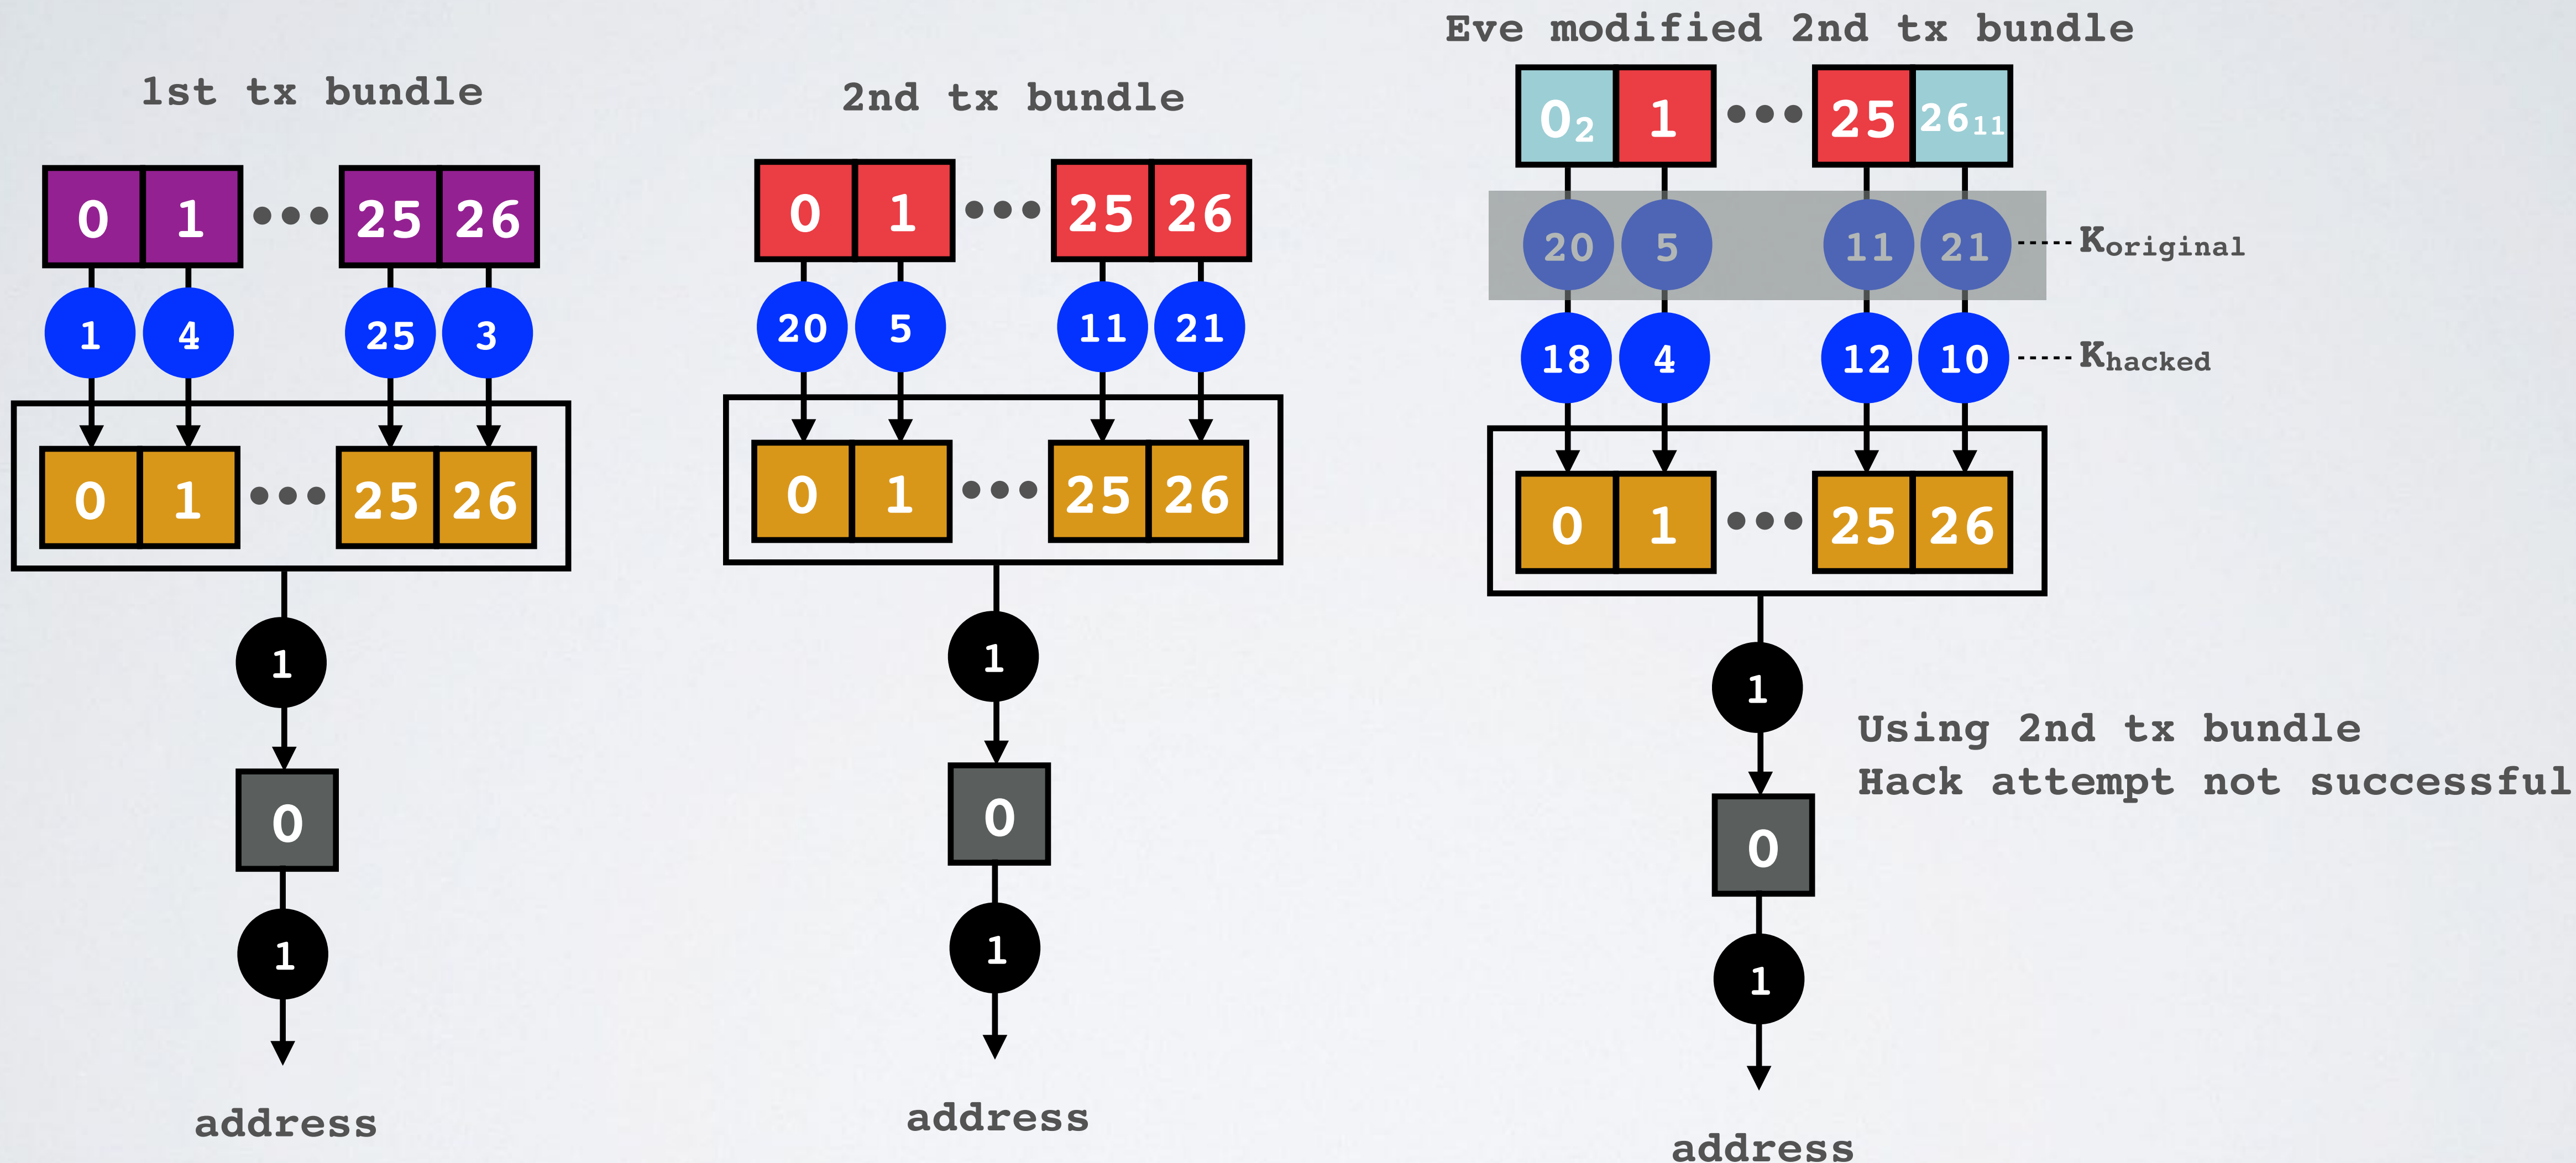 1st tx bundle
0 1 25 26
1 4 25 3
0 1 25 26
1
0
1
address
2nd tx bundle
0 1 25 26
20 5 11 21
0 1 25 26
1
0
1
address
Eve modified 2nd tx bundle
0₂ 1 25 26₁₁
20 5 11 21 Koriginal
18 4 12 10 Khacked
0 1 25 26
1
Using 2nd tx bundle
Hack attempt not successful
0
1
address